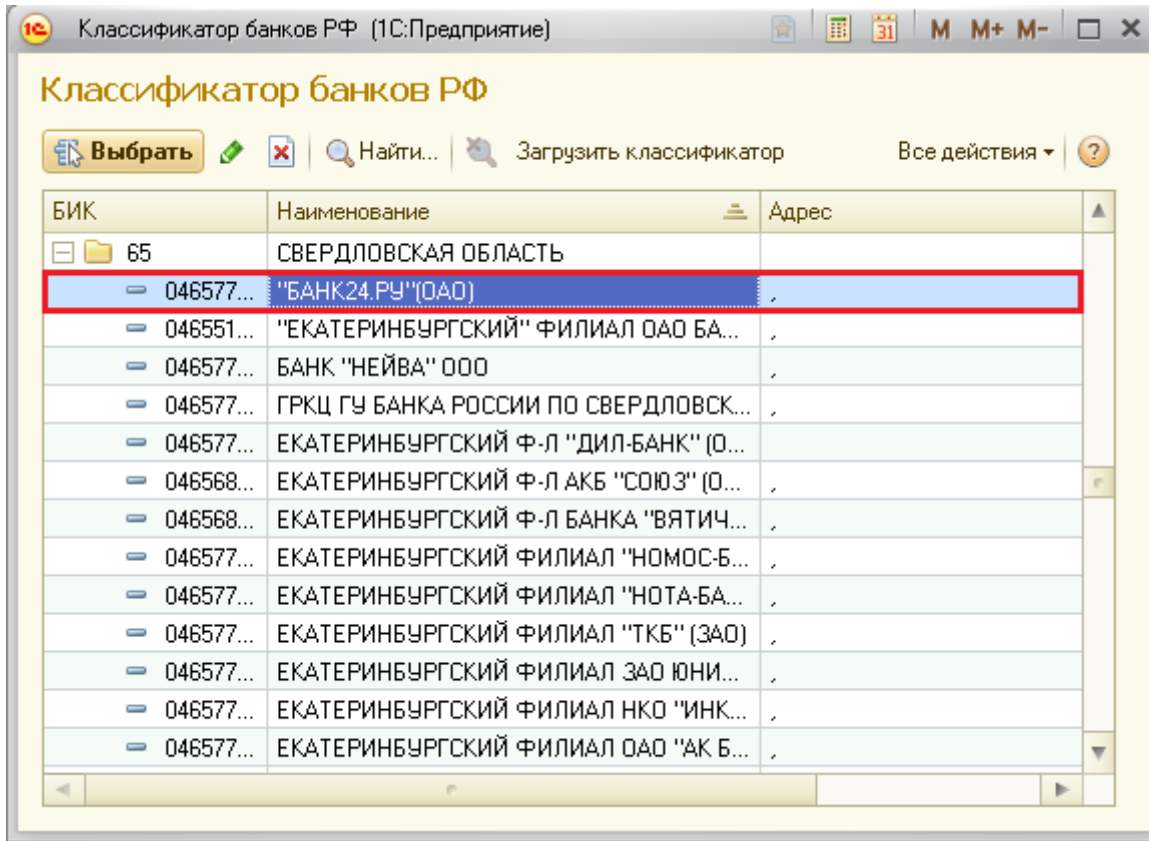 1С Классификатор банков РФ (1С:Предприятие) 31 M M+ M-
Классификатор банков РФ
Выбрать Найти... Загрузить классификатор Все действия ?
БИК Наименование Адрес
65 СВЕРДЛОВСКАЯ ОБЛАСТЬ
046577... "БАНК24.РУ"(ОАО) ,
046551... "ЕКАТЕРИНБУРГСКИЙ" ФИЛИАЛ ОАО БА... ,
046577... БАНК "НЕЙВА" ООО ,
046577... ГРКЦ ГУ БАНКА РОССИИ ПО СВЕРДЛОВСК... ,
046577... ЕКАТЕРИНБУРГСКИЙ Ф-Л "ДИЛ-БАНК" (О...
046568... ЕКАТЕРИНБУРГСКИЙ Ф-Л АКБ "СОЮЗ" (О... ,
046568... ЕКАТЕРИНБУРГСКИЙ Ф-Л БАНКА "ВЯТИЧ... ,
046577... ЕКАТЕРИНБУРГСКИЙ ФИЛИАЛ "НОМОС-Б... ,
046577... ЕКАТЕРИНБУРГСКИЙ ФИЛИАЛ "НОТА-БА... ,
046577... ЕКАТЕРИНБУРГСКИЙ ФИЛИАЛ "ТКБ" (ЗАО) ,
046577... ЕКАТЕРИНБУРГСКИЙ ФИЛИАЛ ЗАО ЮНИ... ,
046577... ЕКАТЕРИНБУРГСКИЙ ФИЛИАЛ НКО "ИНК... ,
046577... ЕКАТЕРИНБУРГСКИЙ ФИЛИАЛ ОАО "АК Б... ,